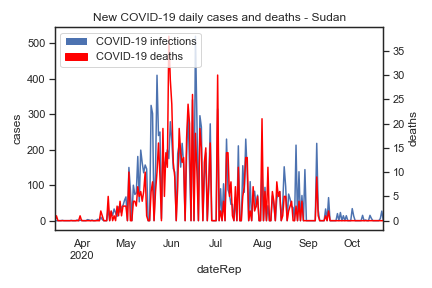 New COVID-19 daily cases and deaths - Sudan
COVID-19 infections
COVID-19 deaths
500
400
300
200
100
0
cases
35
30
25
20
15
10
5
0
deaths
Apr May Jun Jul Aug Sep Oct
2020
dateRep